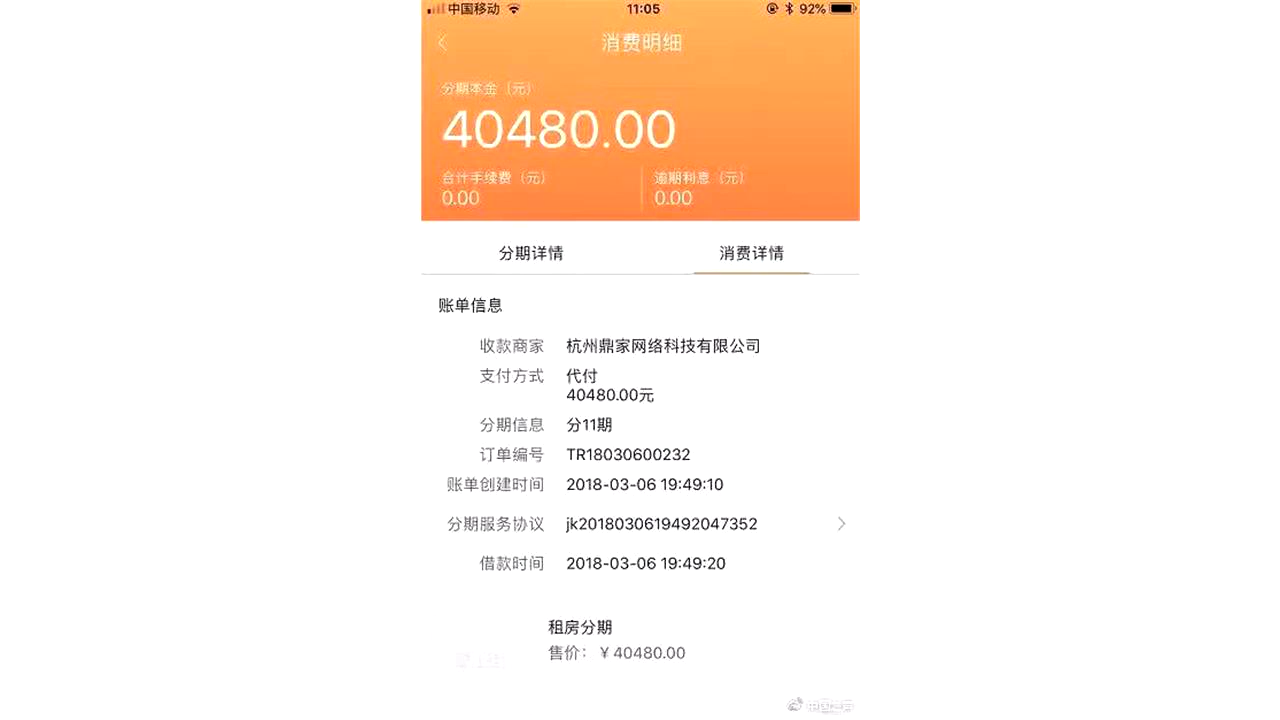 中国移动
11:05
92%
消费明细
分期本金（元）
40480.00
合计手续费（元）
逾期利息（元）
0.00
0.00
分期详情
消费详情
账单信息
收款商家 杭州鼎家网络科技有限公司
支付方式 代付
40480.00元
分期信息 分11期
订单编号 TR18030600232
账单创建时间 2018-03-06 19:49:10
分期服务协议 jk2018030619492047352
借款时间 2018-03-06 19:49:20
租房分期
售价：￥40480.00